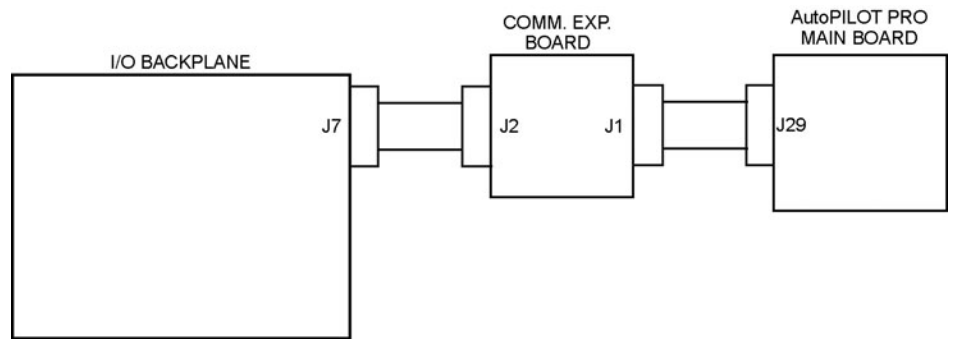 I/O BACKPLANE
COMM. EXP.
BOARD
AutoPILOT PRO
MAIN BOARD
J7
J2
J1
J29